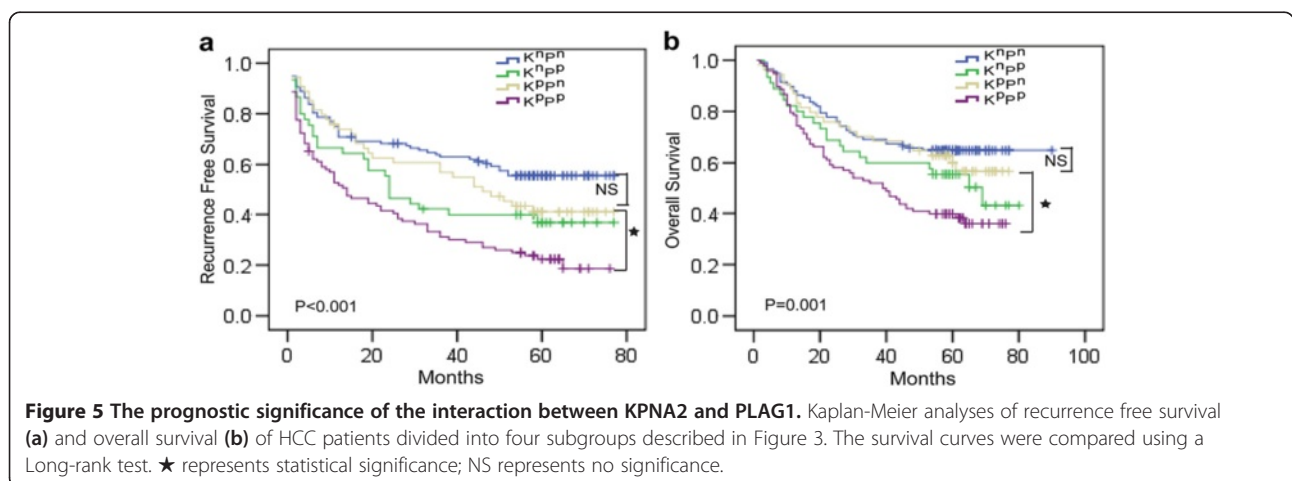 a
Recurrence Free Survival
1.0
0.8
0.6
0.4
0.2
0.0
KⁿPⁿ
KⁿPᵖ
KᵖPⁿ
KᵖPᵖ
NS
★
P<0.001
0 20 40 60 80
Months
b
Overall Survival
1.0
0.8
0.6
0.4
0.2
0.0
KⁿPⁿ
KⁿPᵖ
KᵖPⁿ
KᵖPᵖ
NS
★
P=0.001
0 20 40 60 80 100
Months
Figure 5 The prognostic significance of the interaction between KPNA2 and PLAG1. Kaplan-Meier analyses of recurrence free survival
(a) and overall survival (b) of HCC patients divided into four subgroups described in Figure 3. The survival curves were compared using a
Long-rank test. ★ represents statistical significance; NS represents no significance.